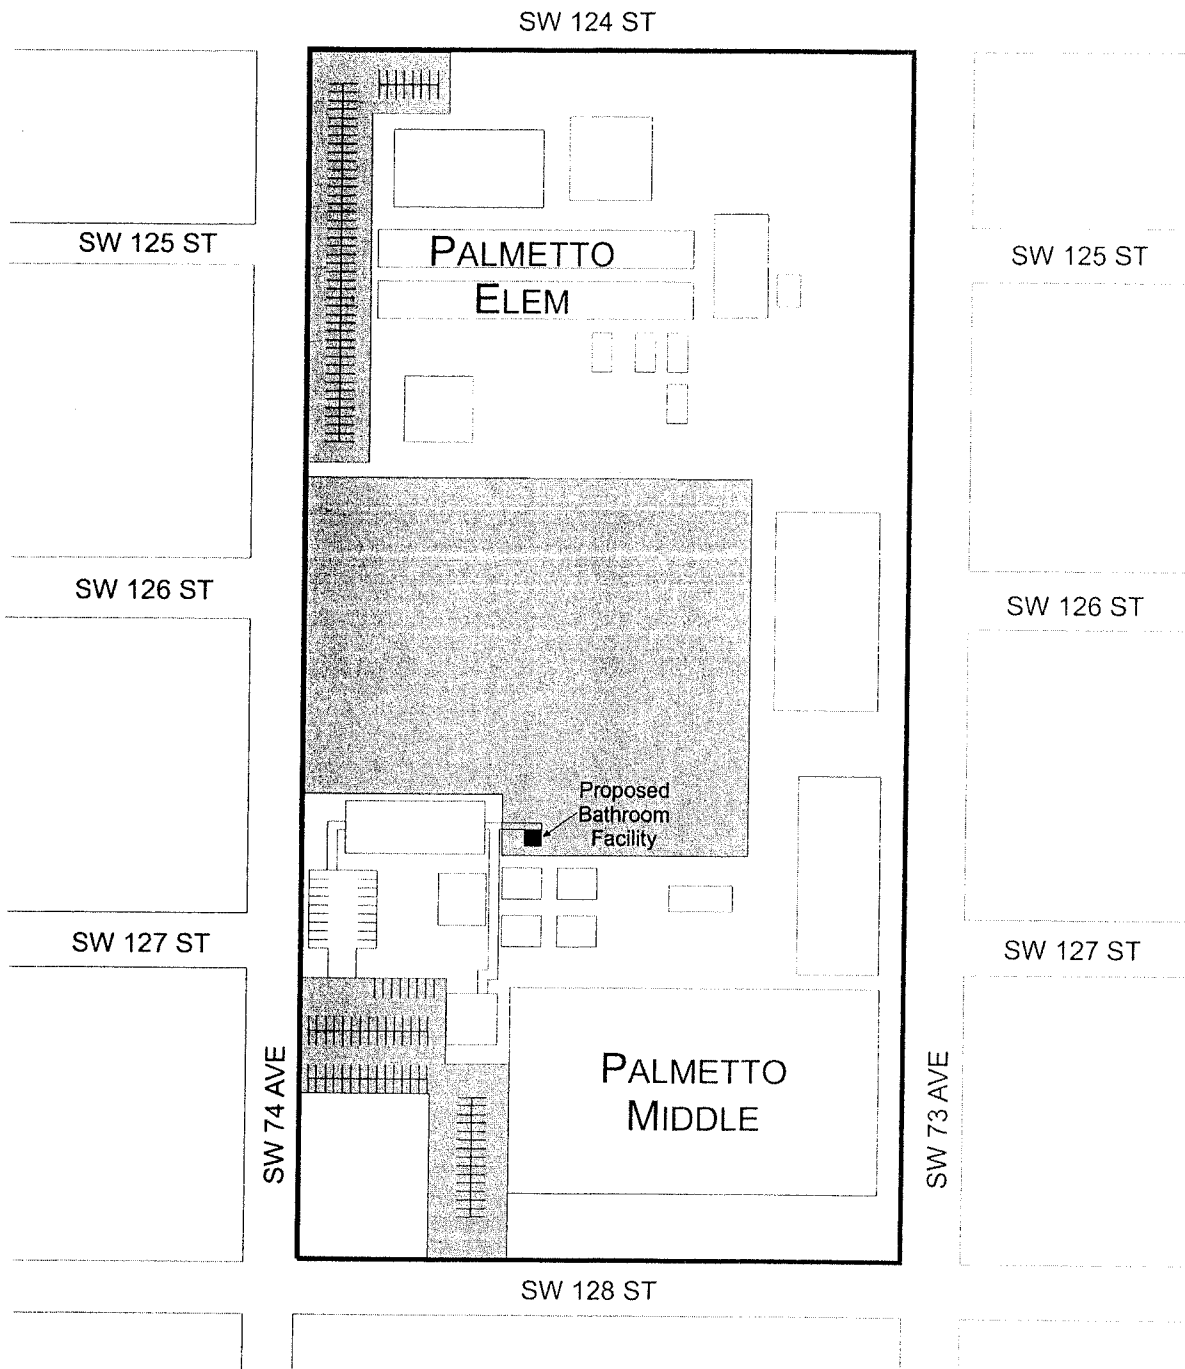 SW 124 ST
SW 125 ST
PALMETTO
ELEM
SW 125 ST
SW 126 ST
SW 126 ST
Proposed
Bathroom
Facility
SW 127 ST
SW 127 ST
SW 74 AVE
PALMETTO
MIDDLE
SW 73 AVE
SW 128 ST